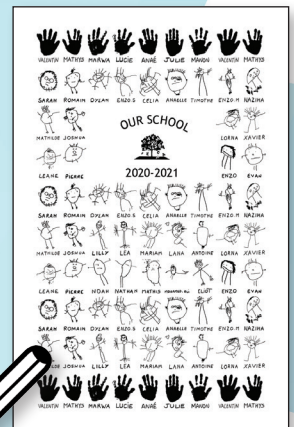 VALENTIN MATHYS MARWA LUCIE ANAÉ JULIE MANON VALENTIN MATHYS
SARAH ROMAIN DYLAN ENZO.S CELIA ANAELLE TIMOTHE ENZO.M NAZIHA
MATHILDE JOSHUA LORNA XAVIER
OUR SCHOOL
2020-2021
LEANE PIERRE ENZO EVAN
SARAH ROMAIN DYLAN ENZO.S CELIA ANAELLE TIMOTHE ENZO.M NAZIHA
MATHILDE JOSHUA LILLY LÉA MARIAM LANA ANTOINE LORNA XAVIER
LEANE PIERRE NOAH NATHAN MATHIS ELIOT ENZO EVAN
SARAH ROMAIN DYLAN ENZO.S CELIA ANAELLE TIMOTHE ENZO.M NAZIHA
JOSHUA LILLY LEA MARIAM LANA ANTOINE LORNA XAVIER
VALENTIN MATHYS MARWA LUCIE ANAÉ JULIE MANON VALENTIN MATHYS